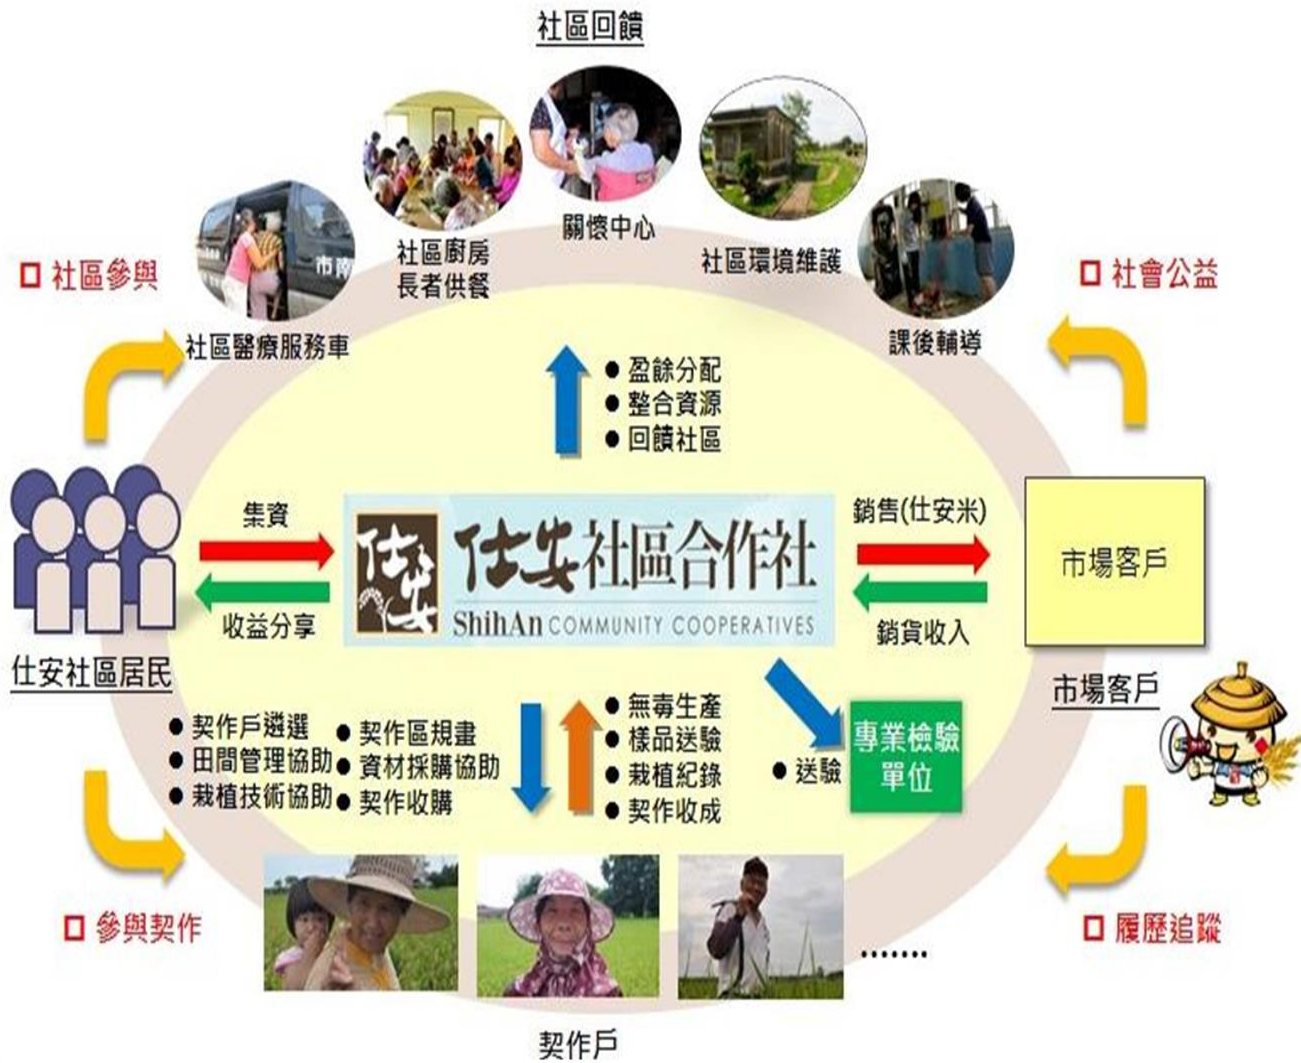 社區回饋
關懷中心
社區廚房
長者供餐
社區環境維護
市南
社區參與
社會公益
社區醫療服務車
課後輔導
盈餘分配
整合資源
回饋社區
集資
收益分享
仕安
仕安社區合作社
ShihAn COMMUNITY COOPERATIVES
銷售(仕安米)
銷貨收入
市場客戶
仕安社區居民
市場客戶
契作戶遴選
田間管理協助
栽植技術協助
契作區規畫
資材採購協助
契作收購
無毒生產
樣品送驗
栽植紀錄
契作收成
送驗
專業檢驗
單位
參與契作
履歷追蹤
.......
契作戶